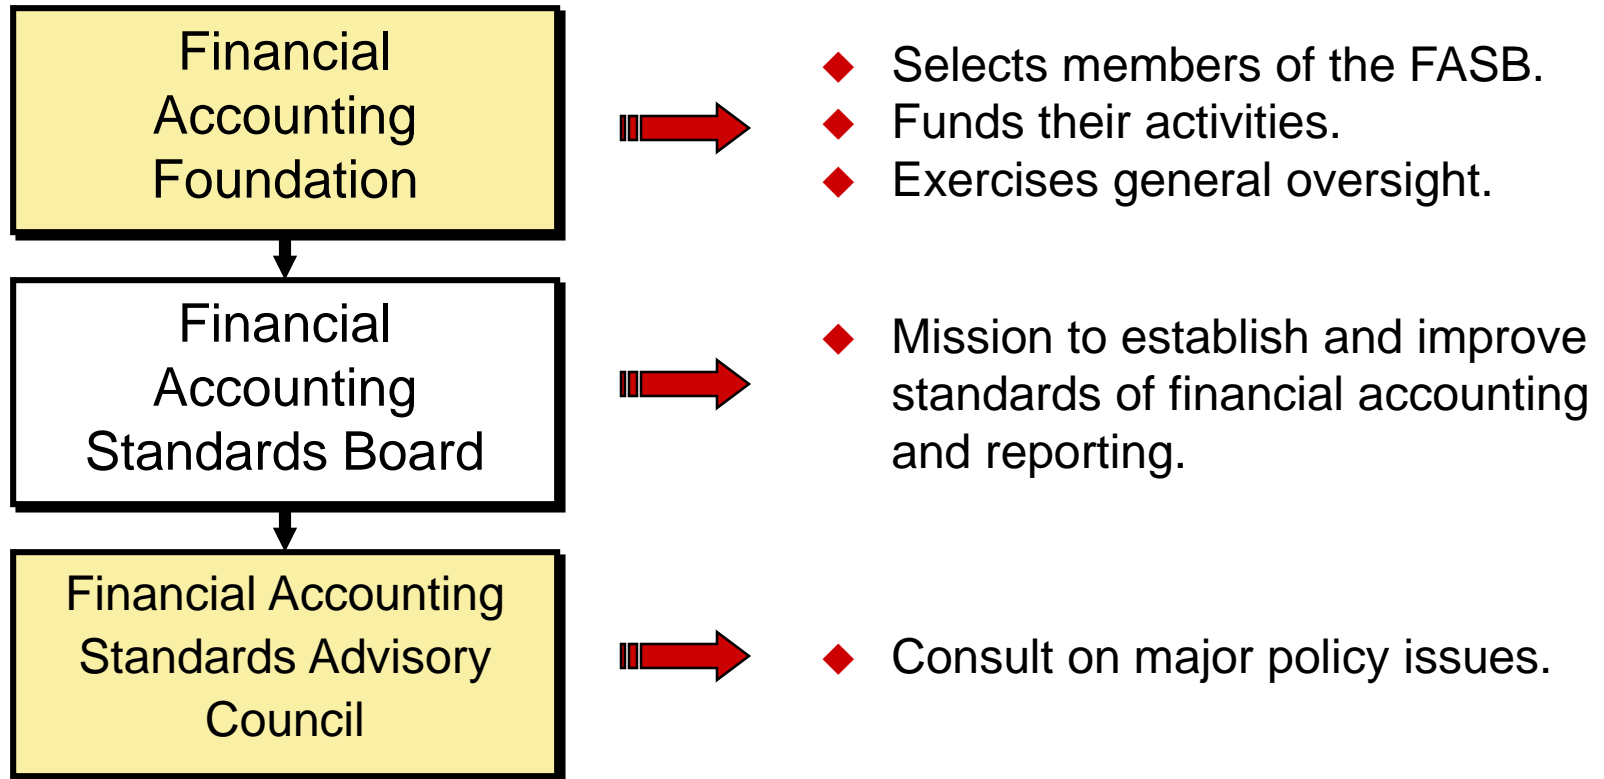 Financial
Accounting
Foundation
Selects members of the FASB.
Funds their activities.
Exercises general oversight.
Financial
Accounting
Standards Board
Mission to establish and improve
standards of financial accounting
and reporting.
Financial Accounting
Standards Advisory
Council
Consult on major policy issues.